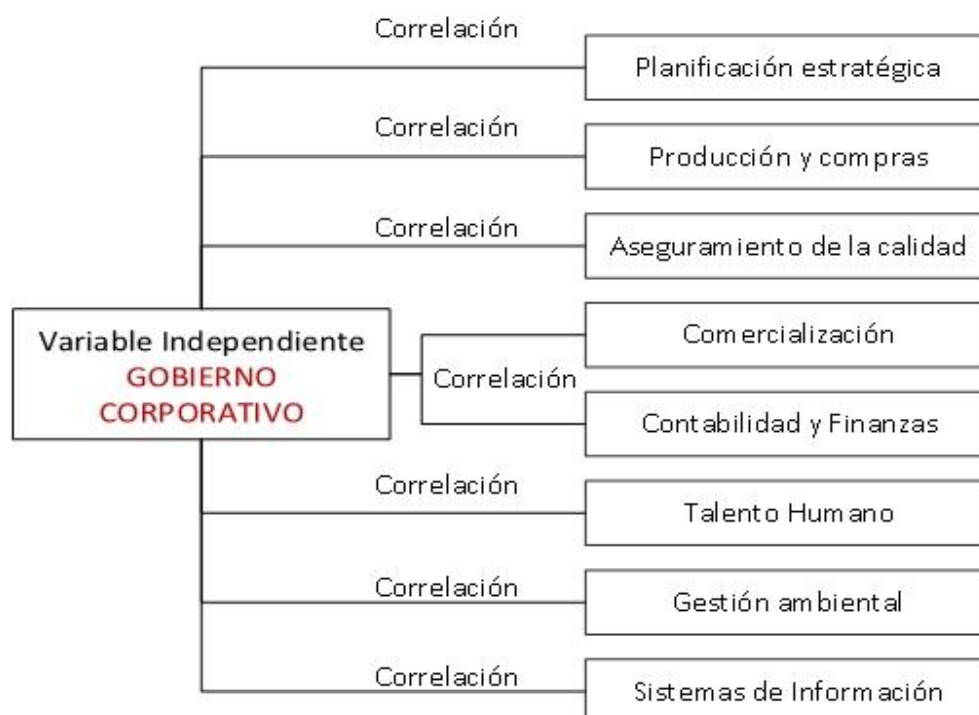 Correlación
Planificación estratégica
Correlación
Producción y compras
Correlación
Aseguramiento de la calidad
Variable Independiente
GOBIERNO
CORPORATIVO
Comercialización
Correlación
Contabilidad y Finanzas
Correlación
Talento Humano
Correlación
Gestión ambiental
Correlación
Sistemas de Información